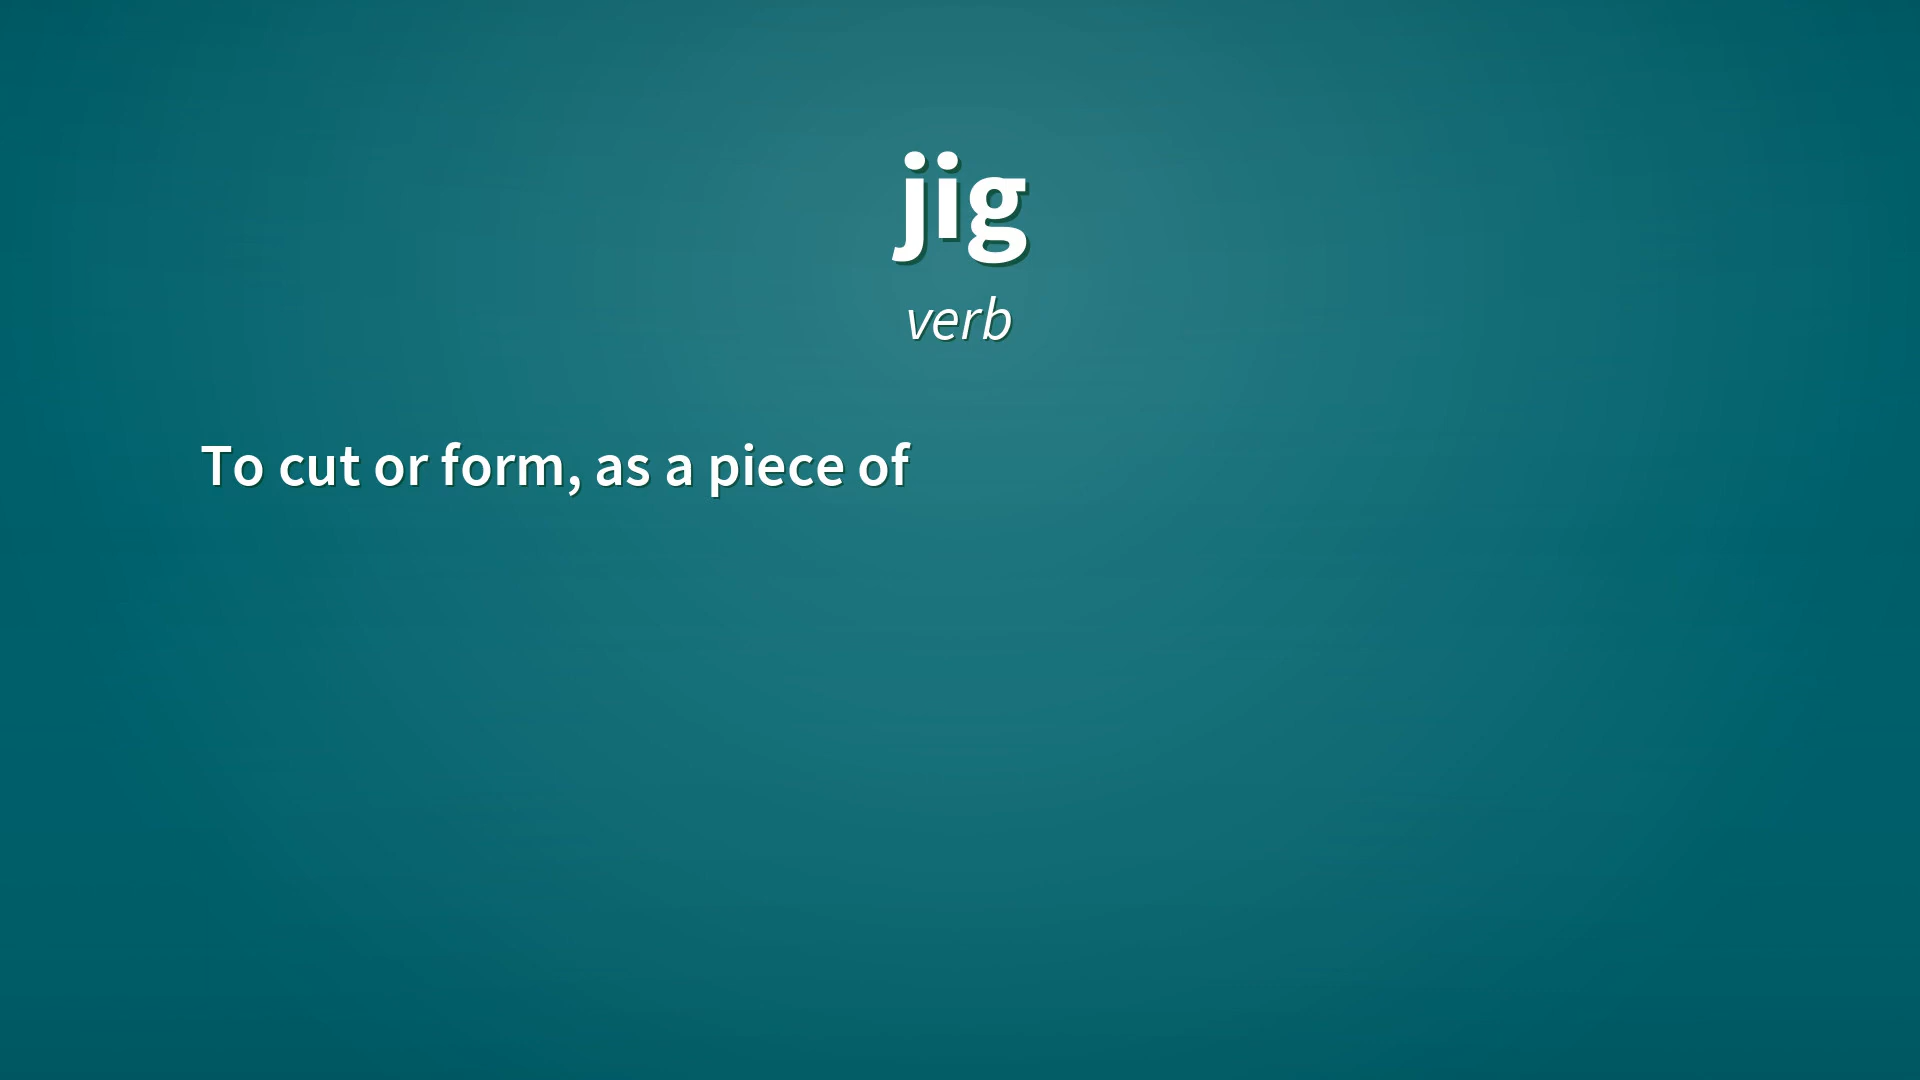 jig
verb
To cut or form, as a piece of